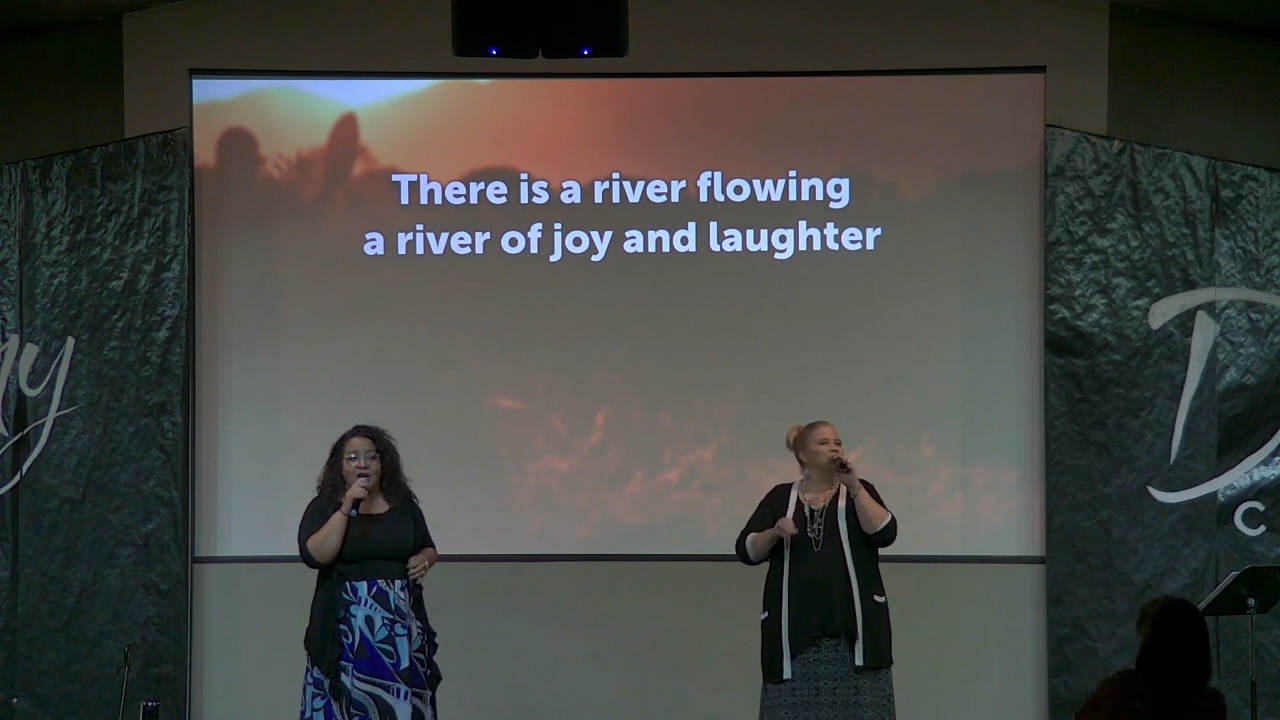 There is a river flowing
a river of joy and laughter